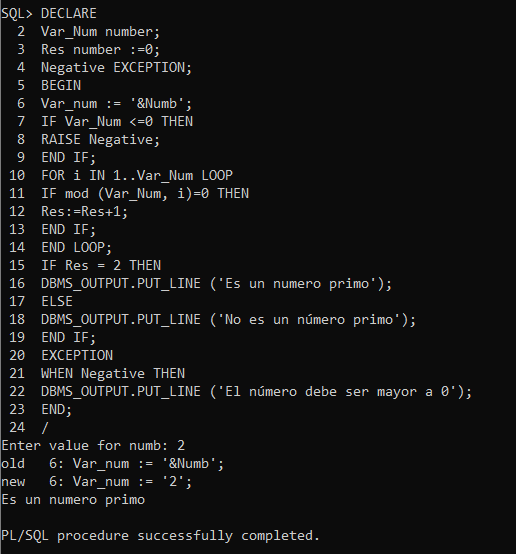 SQL> DECLARE
2 Var_Num number;
3 Res number :=0;
4 Negative EXCEPTION;
5 BEGIN
6 Var_num := '&Numb';
7 IF Var_Num <=0 THEN
8 RAISE Negative;
9 END IF;
10 FOR i IN 1..Var_Num LOOP
11 IF mod (Var_Num, i)=0 THEN
12 Res:=Res+1;
13 END IF;
14 END LOOP;
15 IF Res = 2 THEN
16 DBMS_OUTPUT.PUT_LINE ('Es un numero primo');
17 ELSE
18 DBMS_OUTPUT.PUT_LINE ('No es un número primo');
19 END IF;
20 EXCEPTION
21 WHEN Negative THEN
22 DBMS_OUTPUT.PUT_LINE ('El número debe ser mayor a 0');
23 END;
24 /
Enter value for numb: 2
old 6: Var_num := '&Numb';
new 6: Var_num := '2';
Es un numero primo
PL/SQL procedure successfully completed.